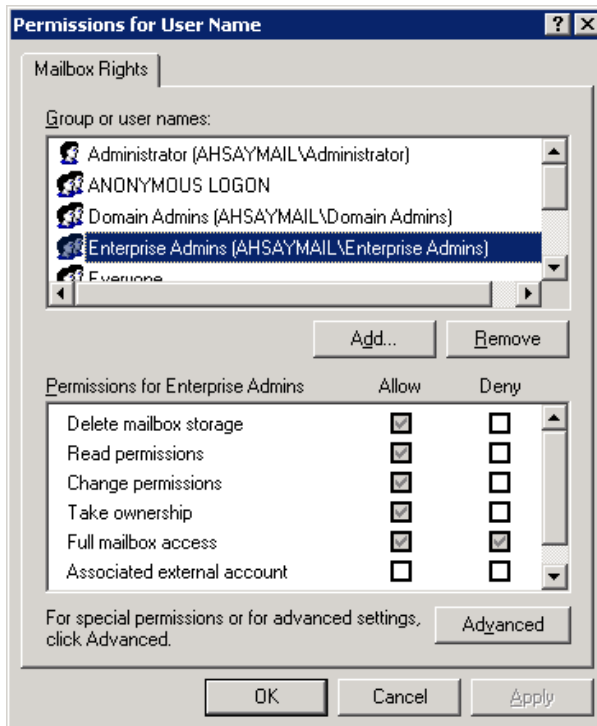 Permissions for User Name
Mailbox Rights
Group or user names:
Administrator (AHSAYMAIL\Administrator)
ANONYMOUS LOGON
Domain Admins (AHSAYMAIL\Domain Admins)
Enterprise Admins (AHSAYMAIL\Enterprise Admins)
Everyone
Add... Remove
Permissions for Enterprise Admins Allow Deny
Delete mailbox storage
Read permissions
Change permissions
Take ownership
Full mailbox access
Associated external account
For special permissions or for advanced settings,
click Advanced.
Advanced
OK Cancel Apply